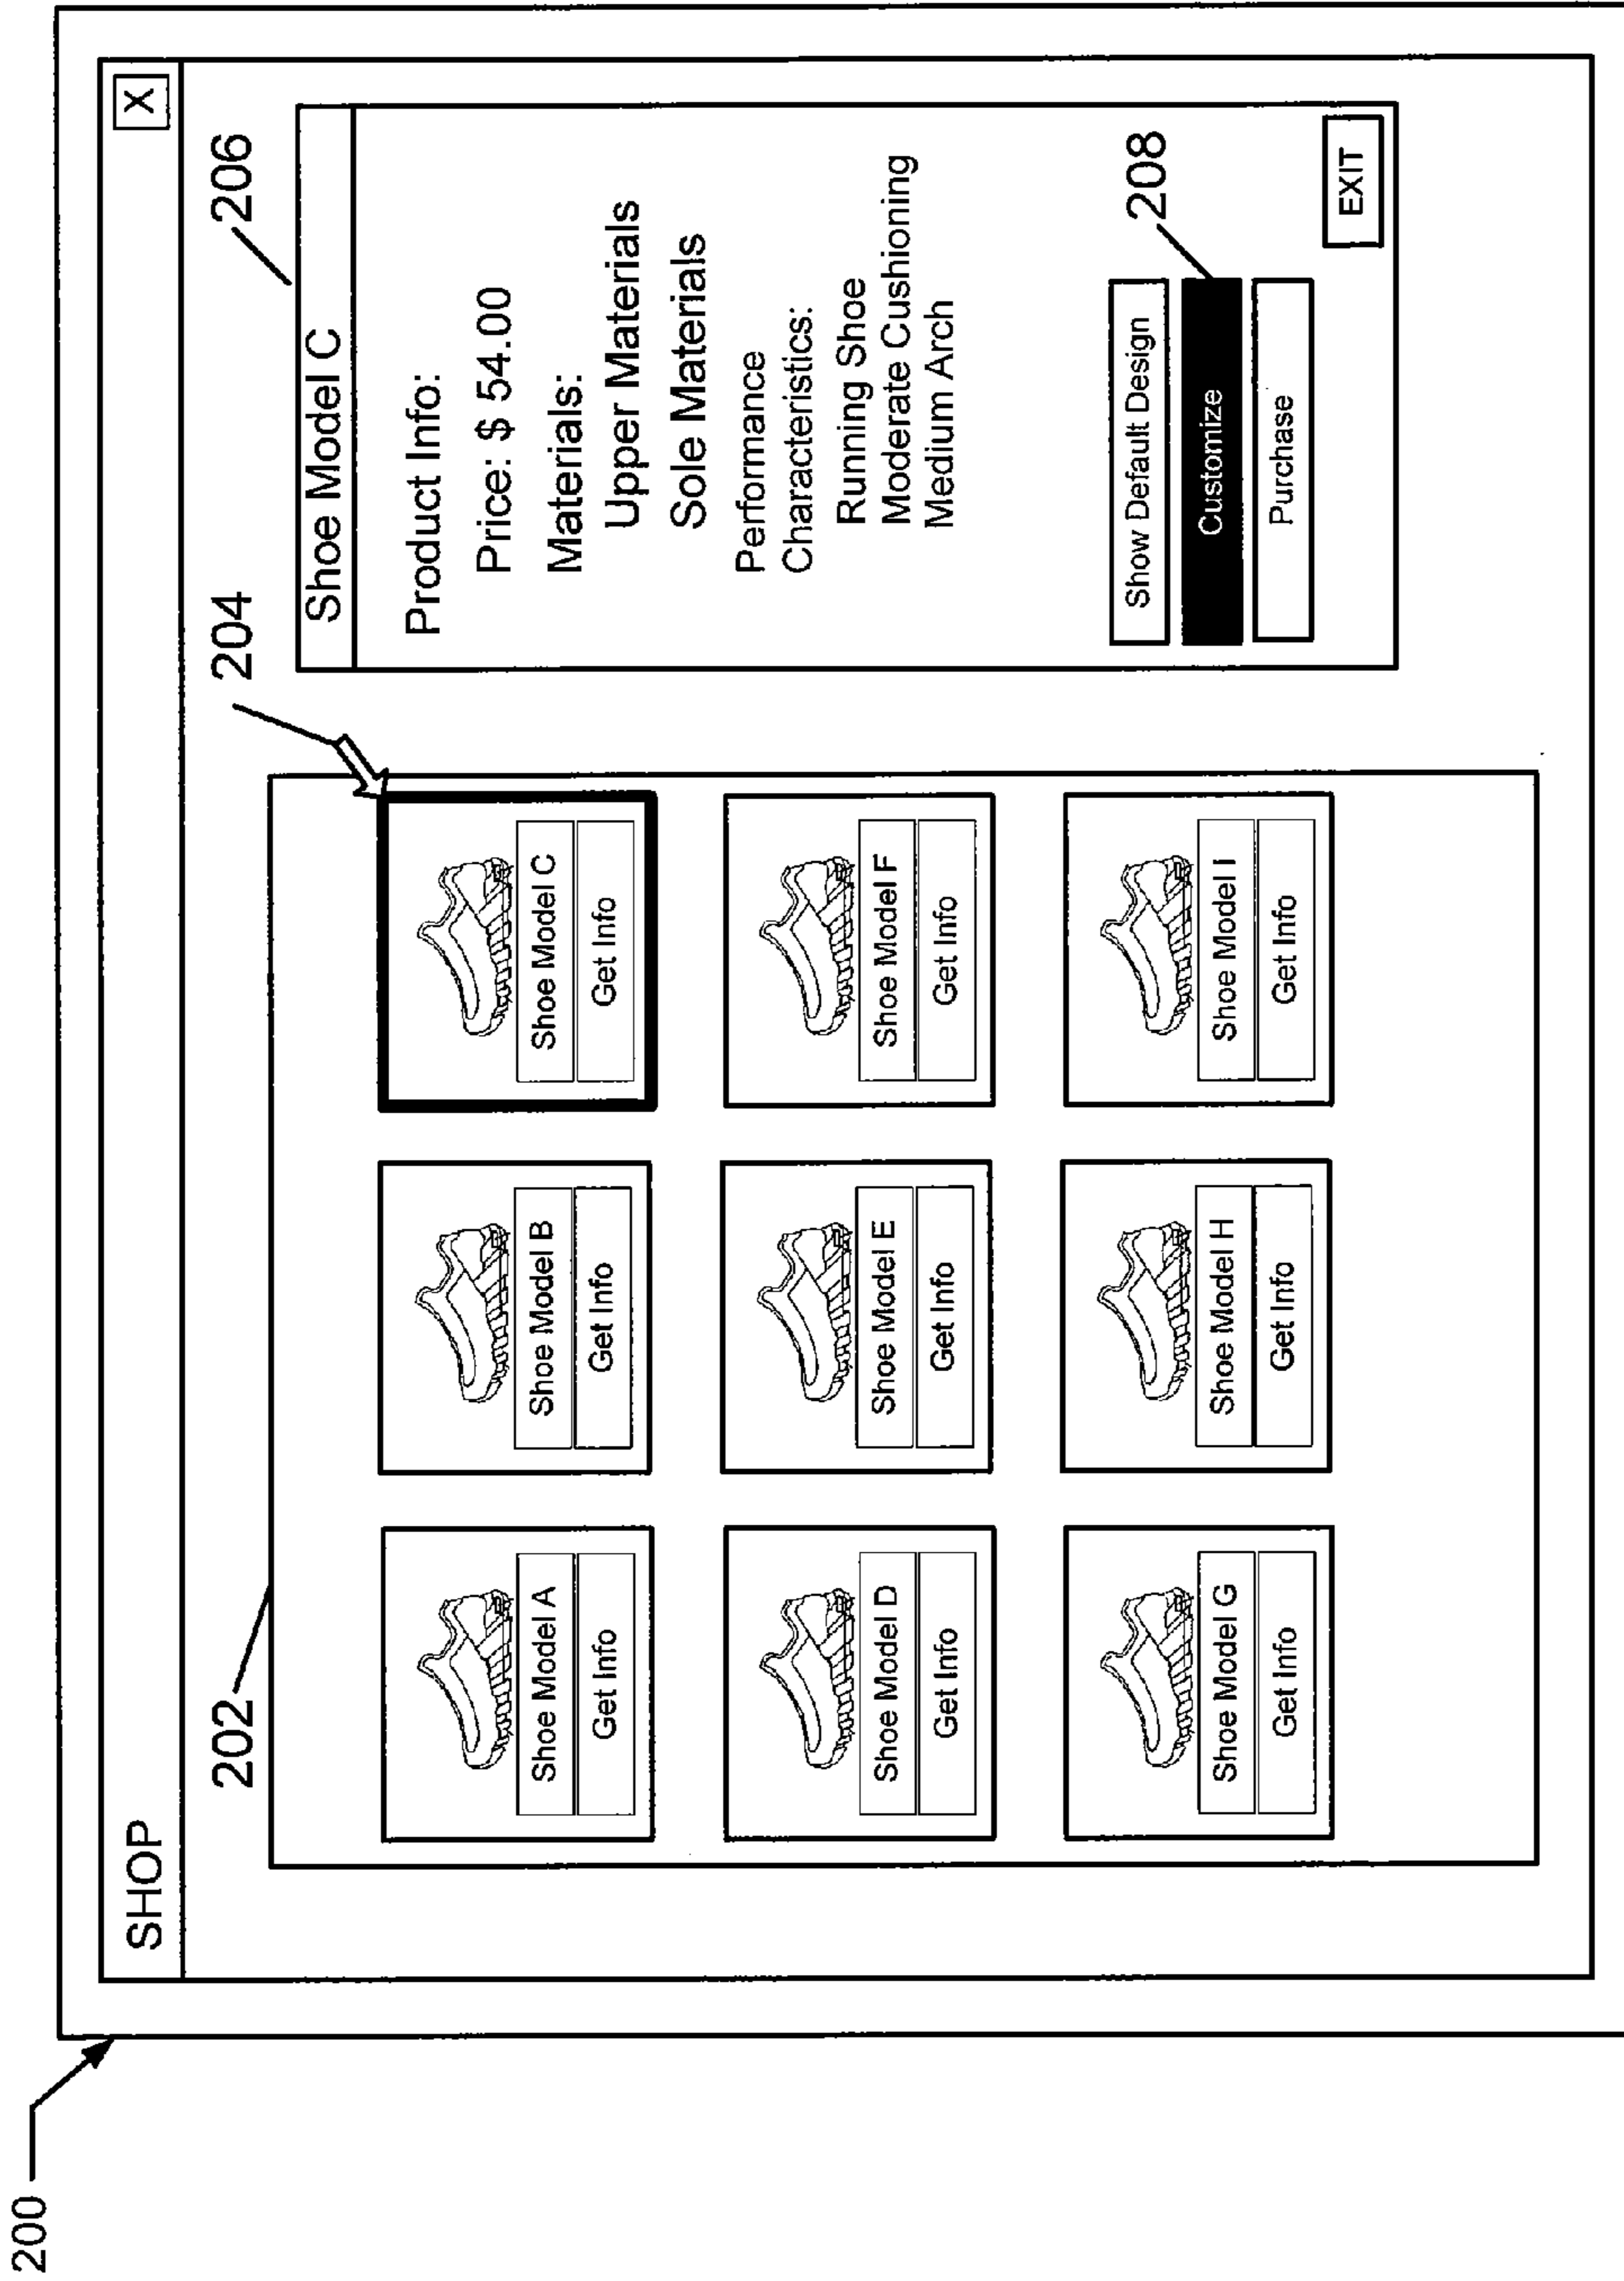 200
SHOP
X
202
204
206
Shoe Model A
Get Info
Shoe Model B
Get Info
Shoe Model C
Get Info
Shoe Model D
Get Info
Shoe Model E
Get Info
Shoe Model F
Get Info
Shoe Model G
Get Info
Shoe Model H
Get Info
Shoe Model I
Get Info
Shoe Model C
Product Info:
Price: $ 54.00
Materials:
Upper Materials
Sole Materials
Performance
Characteristics:
Running Shoe
Moderate Cushioning
Medium Arch
208
Show Default Design
Customize
Purchase
EXIT